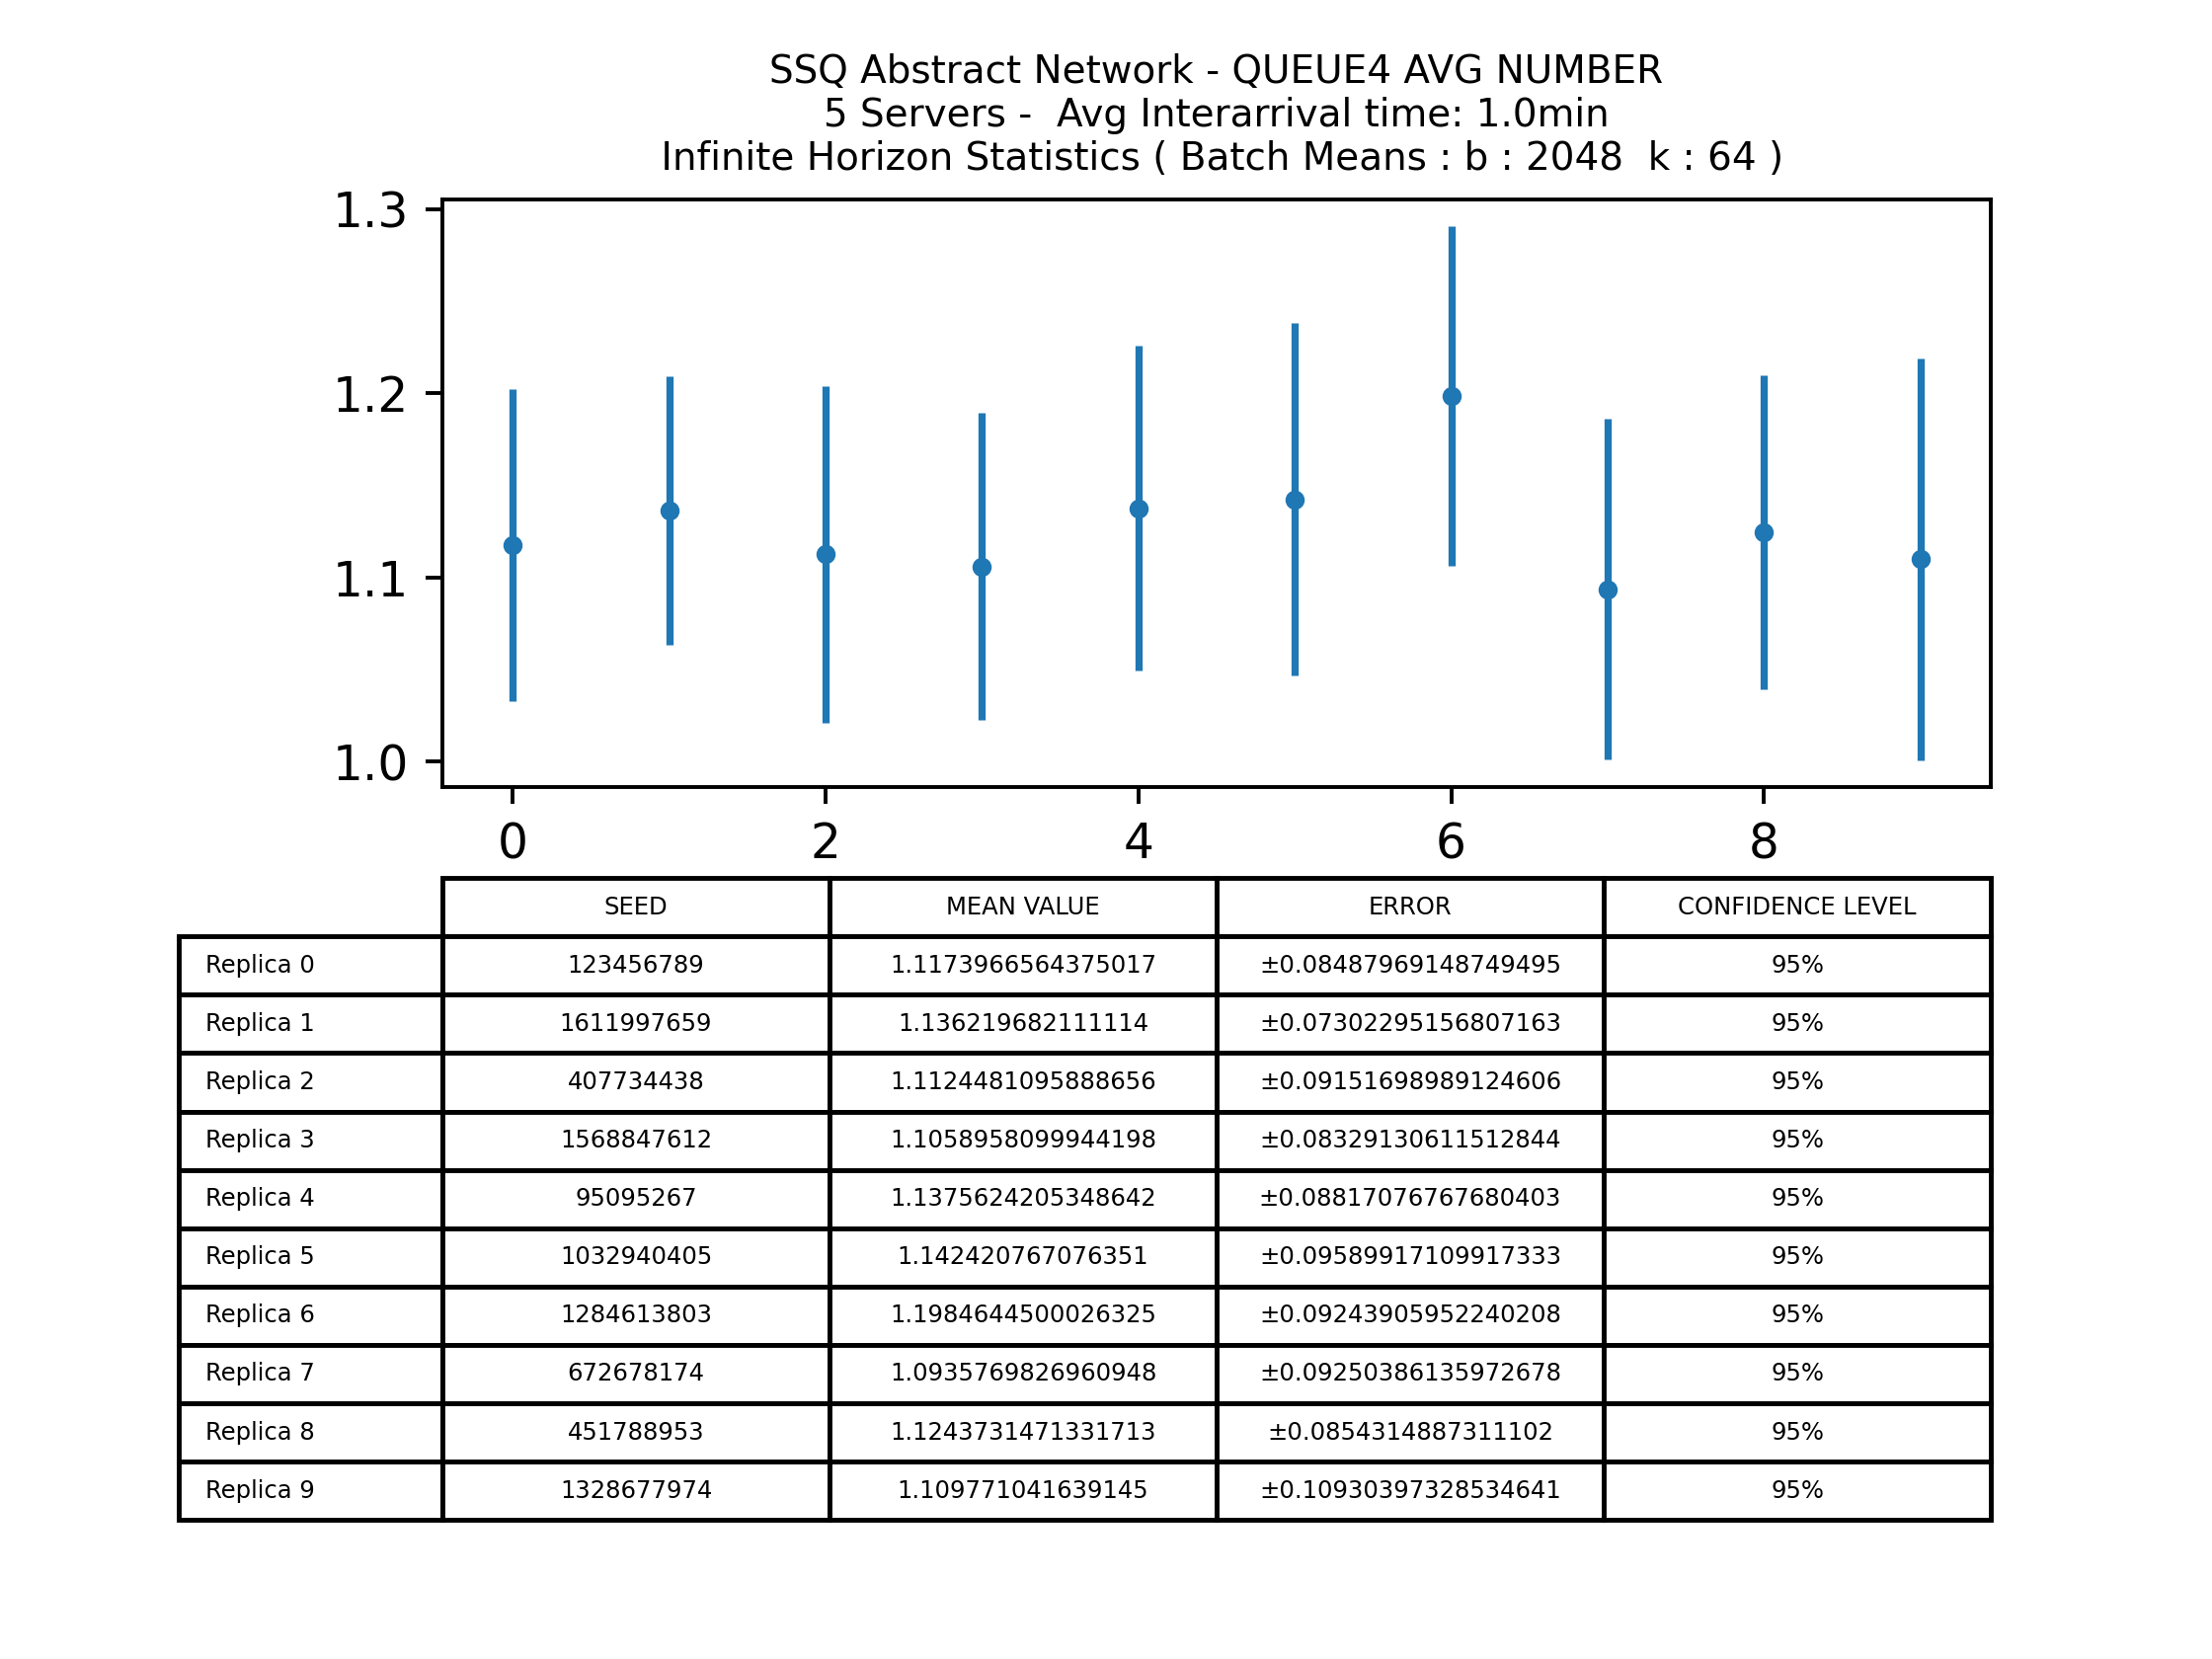 SSQ Abstract Network - QUEUE4 AVG NUMBER
5 Servers -  Avg Interarrival time: 1.0min
Infinite Horizon Statistics ( Batch Means : b : 2048  k : 64 )
1.3
1.2
1.1
1.0
0 2 4 6 8
SEED MEAN VALUE ERROR CONFIDENCE LEVEL
Replica 0 123456789 1.1173966564375017 ±0.08487969148749495 95%
Replica 1 1611997659 1.136219682111114 ±0.07302295156807163 95%
Replica 2 407734438 1.1124481095888656 ±0.09151698989124606 95%
Replica 3 1568847612 1.1058958099944198 ±0.08329130611512844 95%
Replica 4 95095267 1.1375624205348642 ±0.08817076767680403 95%
Replica 5 1032940405 1.142420767076351 ±0.09589917109917333 95%
Replica 6 1284613803 1.1984644500026325 ±0.09243905952240208 95%
Replica 7 672678174 1.0935769826960948 ±0.09250386135972678 95%
Replica 8 451788953 1.1243731471331713 ±0.0854314887311102 95%
Replica 9 1328677974 1.109771041639145 ±0.10930397328534641 95%